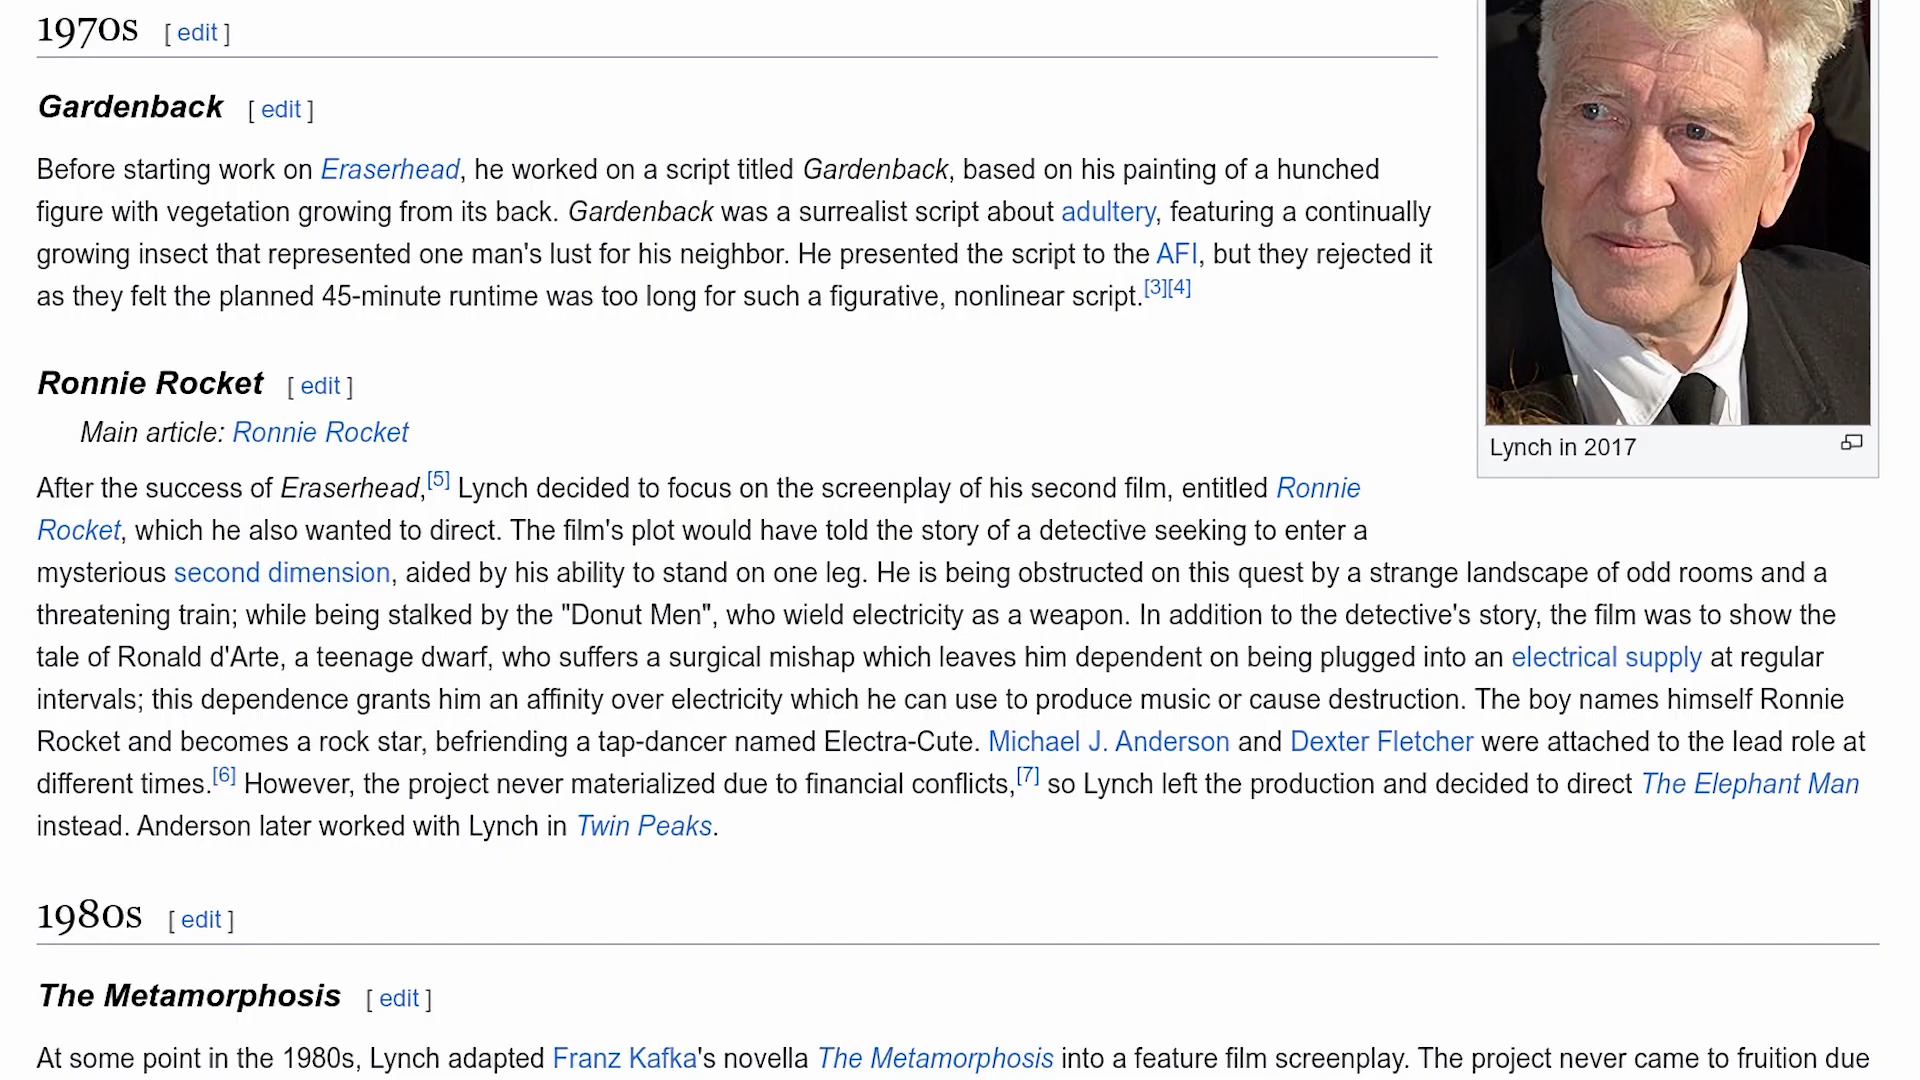 1970s [ edit ]
Gardenback [ edit ]
Before starting work on Eraserhead, he worked on a script titled Gardenback, based on his painting of a hunched
figure with vegetation growing from its back. Gardenback was a surrealist script about adultery, featuring a continually
growing insect that represented one man's lust for his neighbor. He presented the script to the AFI, but they rejected it
as they felt the planned 45-minute runtime was too long for such a figurative, nonlinear script.[3][4]
Lynch in 2017
Ronnie Rocket [ edit ]
Main article: Ronnie Rocket
After the success of Eraserhead,[5] Lynch decided to focus on the screenplay of his second film, entitled Ronnie
Rocket, which he also wanted to direct. The film's plot would have told the story of a detective seeking to enter a
mysterious second dimension, aided by his ability to stand on one leg. He is being obstructed on this quest by a strange landscape of odd rooms and a
threatening train; while being stalked by the "Donut Men", who wield electricity as a weapon. In addition to the detective's story, the film was to show the
tale of Ronald d'Arte, a teenage dwarf, who suffers a surgical mishap which leaves him dependent on being plugged into an electrical supply at regular
intervals; this dependence grants him an affinity over electricity which he can use to produce music or cause destruction. The boy names himself Ronnie
Rocket and becomes a rock star, befriending a tap-dancer named Electra-Cute. Michael J. Anderson and Dexter Fletcher were attached to the lead role at
different times.[6] However, the project never materialized due to financial conflicts,[7] so Lynch left the production and decided to direct The Elephant Man
instead. Anderson later worked with Lynch in Twin Peaks.
1980s [ edit ]
The Metamorphosis [ edit ]
At some point in the 1980s, Lynch adapted Franz Kafka's novella The Metamorphosis into a feature film screenplay. The project never came to fruition due